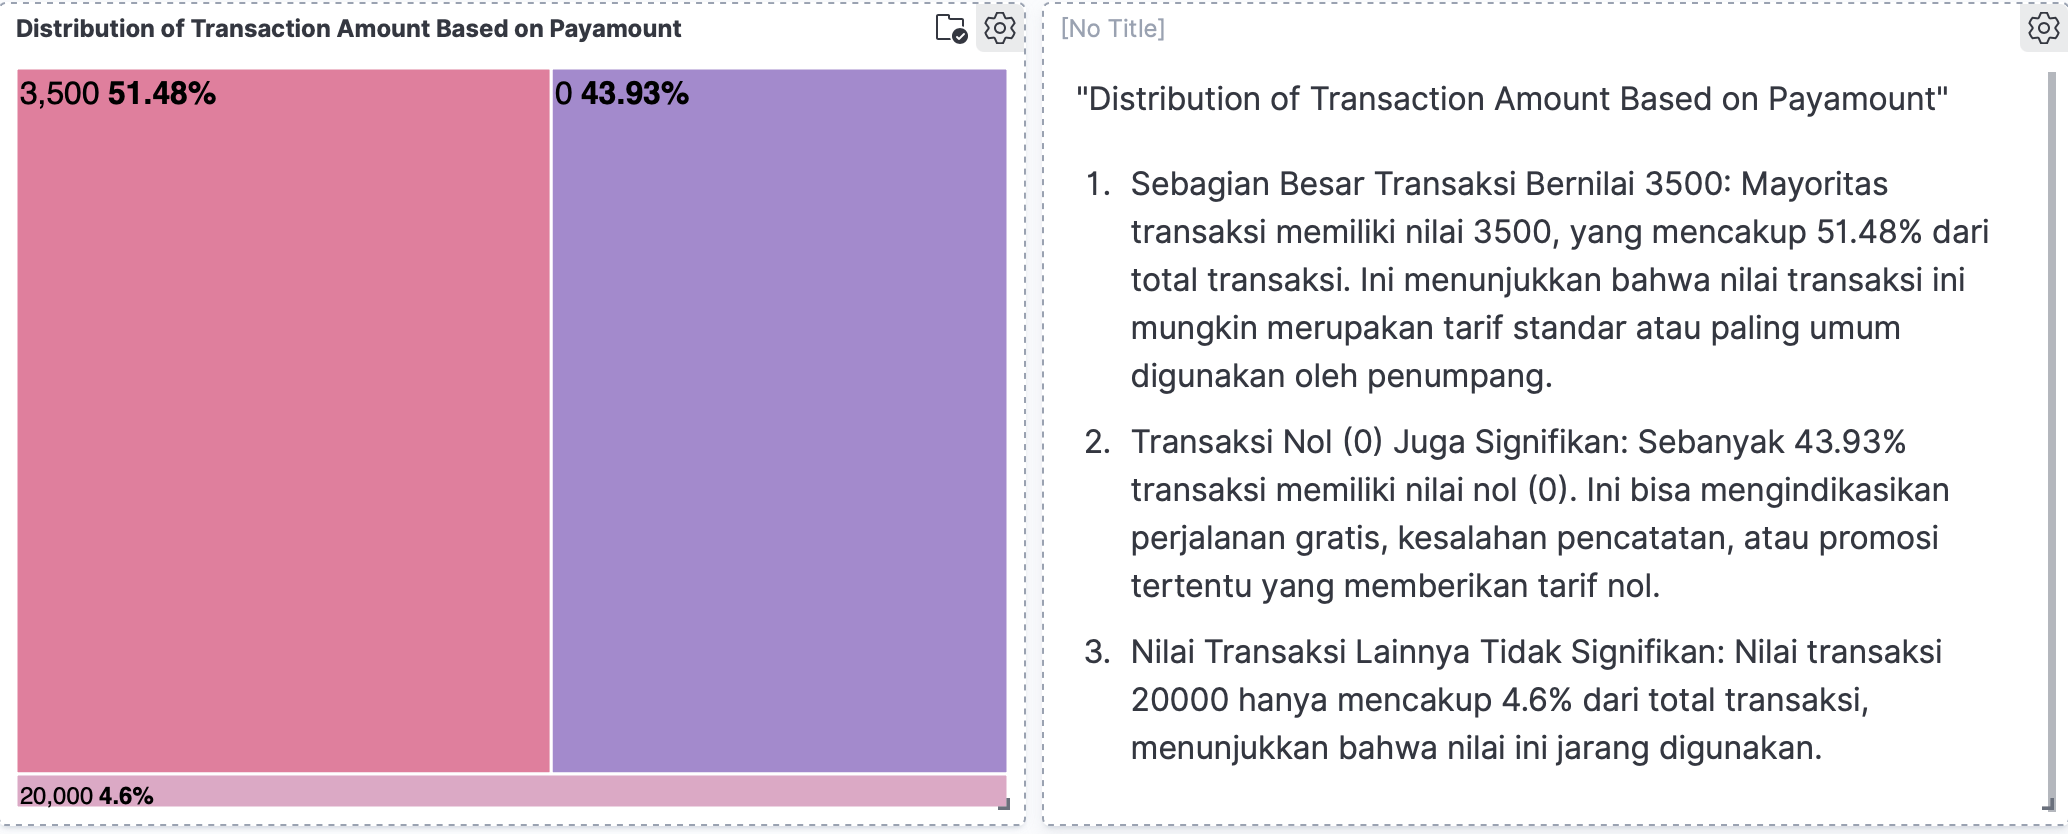 Distribution of Transaction Amount Based on Payamount
3,500 51.48%
0 43.93%
20,000 4.6%
[No Title]
"Distribution of Transaction Amount Based on Payamount"
1. Sebagian Besar Transaksi Bernilai 3500: Mayoritas
transaksi memiliki nilai 3500, yang mencakup 51.48% dari
total transaksi. Ini menunjukkan bahwa nilai transaksi ini
mungkin merupakan tarif standar atau paling umum
digunakan oleh penumpang.
2. Transaksi Nol (0) Juga Signifikan: Sebanyak 43.93%
transaksi memiliki nilai nol (0). Ini bisa mengindikasikan
perjalanan gratis, kesalahan pencatatan, atau promosi
tertentu yang memberikan tarif nol.
3. Nilai Transaksi Lainnya Tidak Signifikan: Nilai transaksi
20000 hanya mencakup 4.6% dari total transaksi,
menunjukkan bahwa nilai ini jarang digunakan.